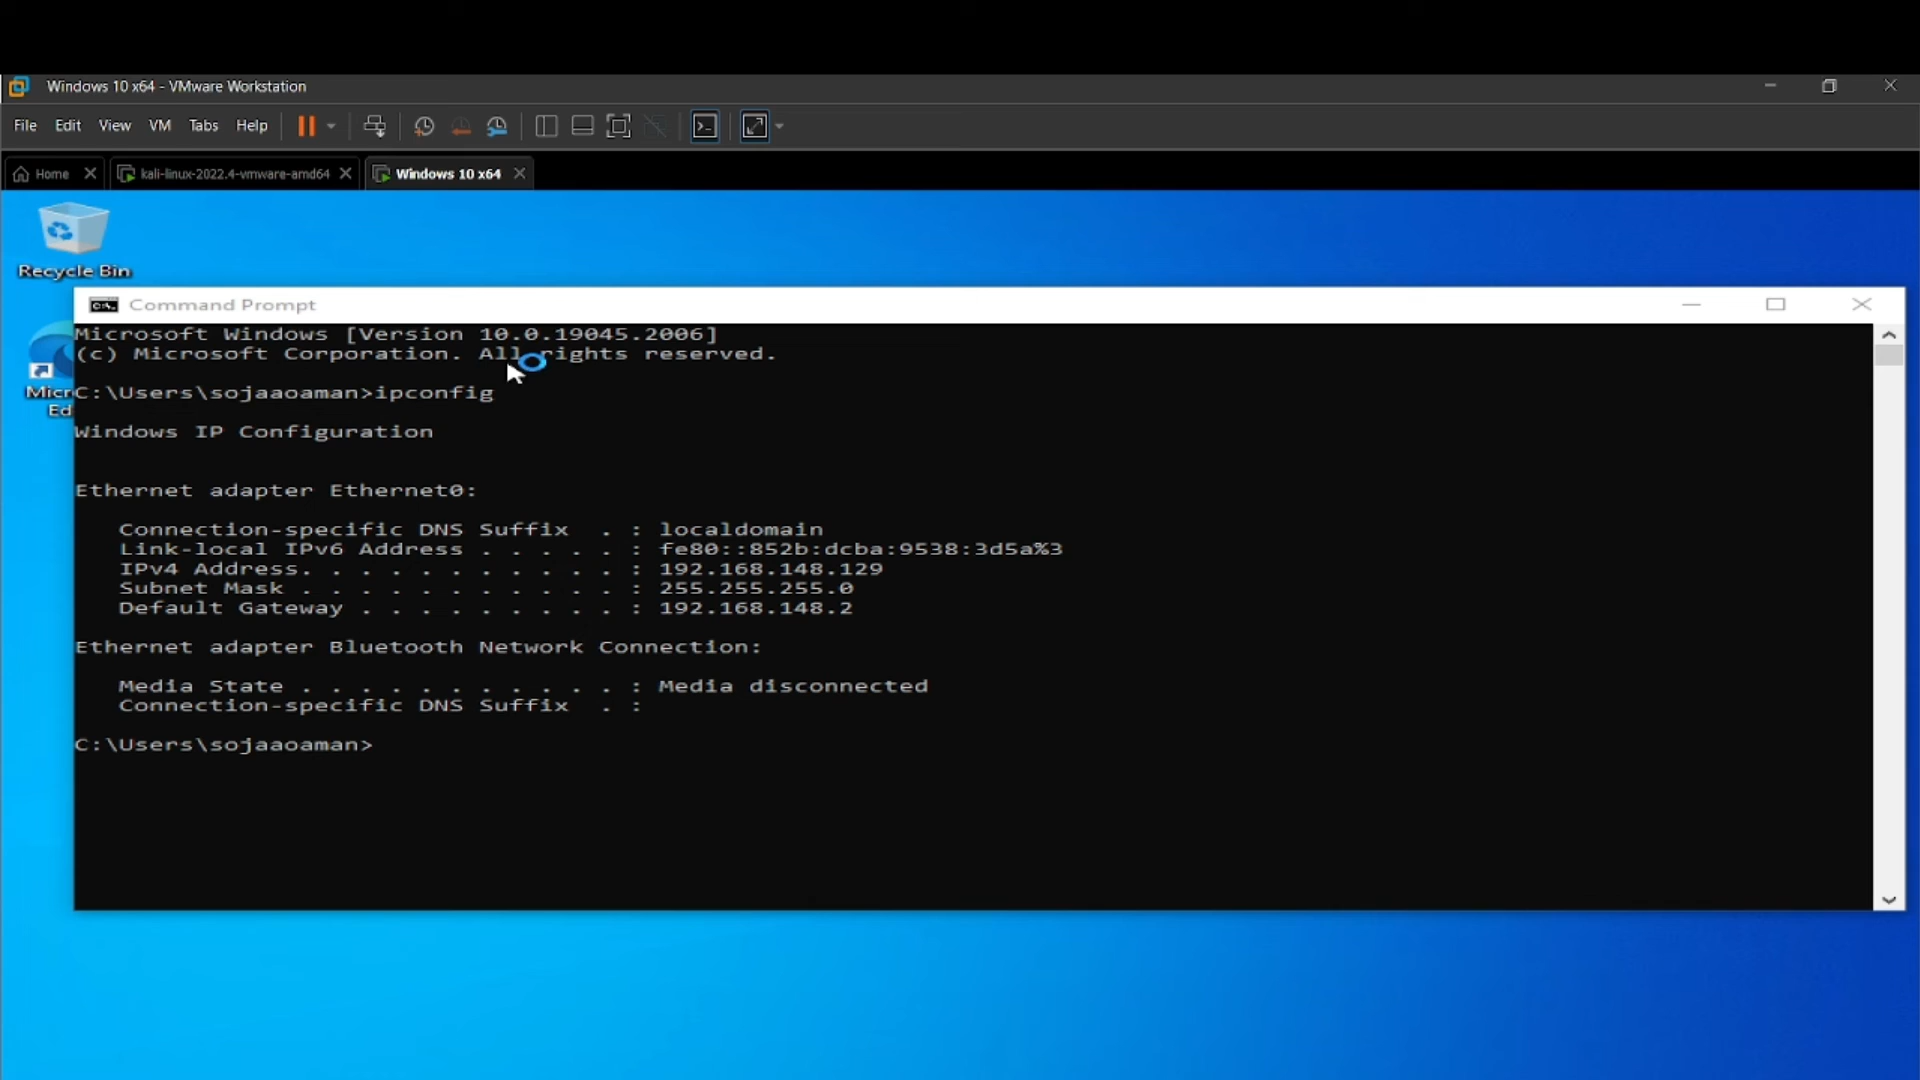 Windows 10 x64 - VMware Workstation
File Edit View VM Tabs Help
Home kali-linux-2022.4-vmware-amd64 Windows 10 x64
Recycle Bin
Command Prompt
Microsoft Windows [Version 10.0.19045.2006]
(c) Microsoft Corporation. All rights reserved.
C:\Users\sojaaoaman>ipconfig
Micr
Ed
Windows IP Configuration
Ethernet adapter Ethernet0:
Connection-specific DNS Suffix . : localdomain
Link-local IPv6 Address . . . . . : fe80::852b:dcba:9538:3d5a%3
IPv4 Address. . . . . . . . . . . : 192.168.148.129
Subnet Mask . . . . . . . . . . . : 255.255.255.0
Default Gateway . . . . . . . . . : 192.168.148.2
Ethernet adapter Bluetooth Network Connection:
Media State . . . . . . . . . . . : Media disconnected
Connection-specific DNS Suffix . :
C:\Users\sojaaoaman>